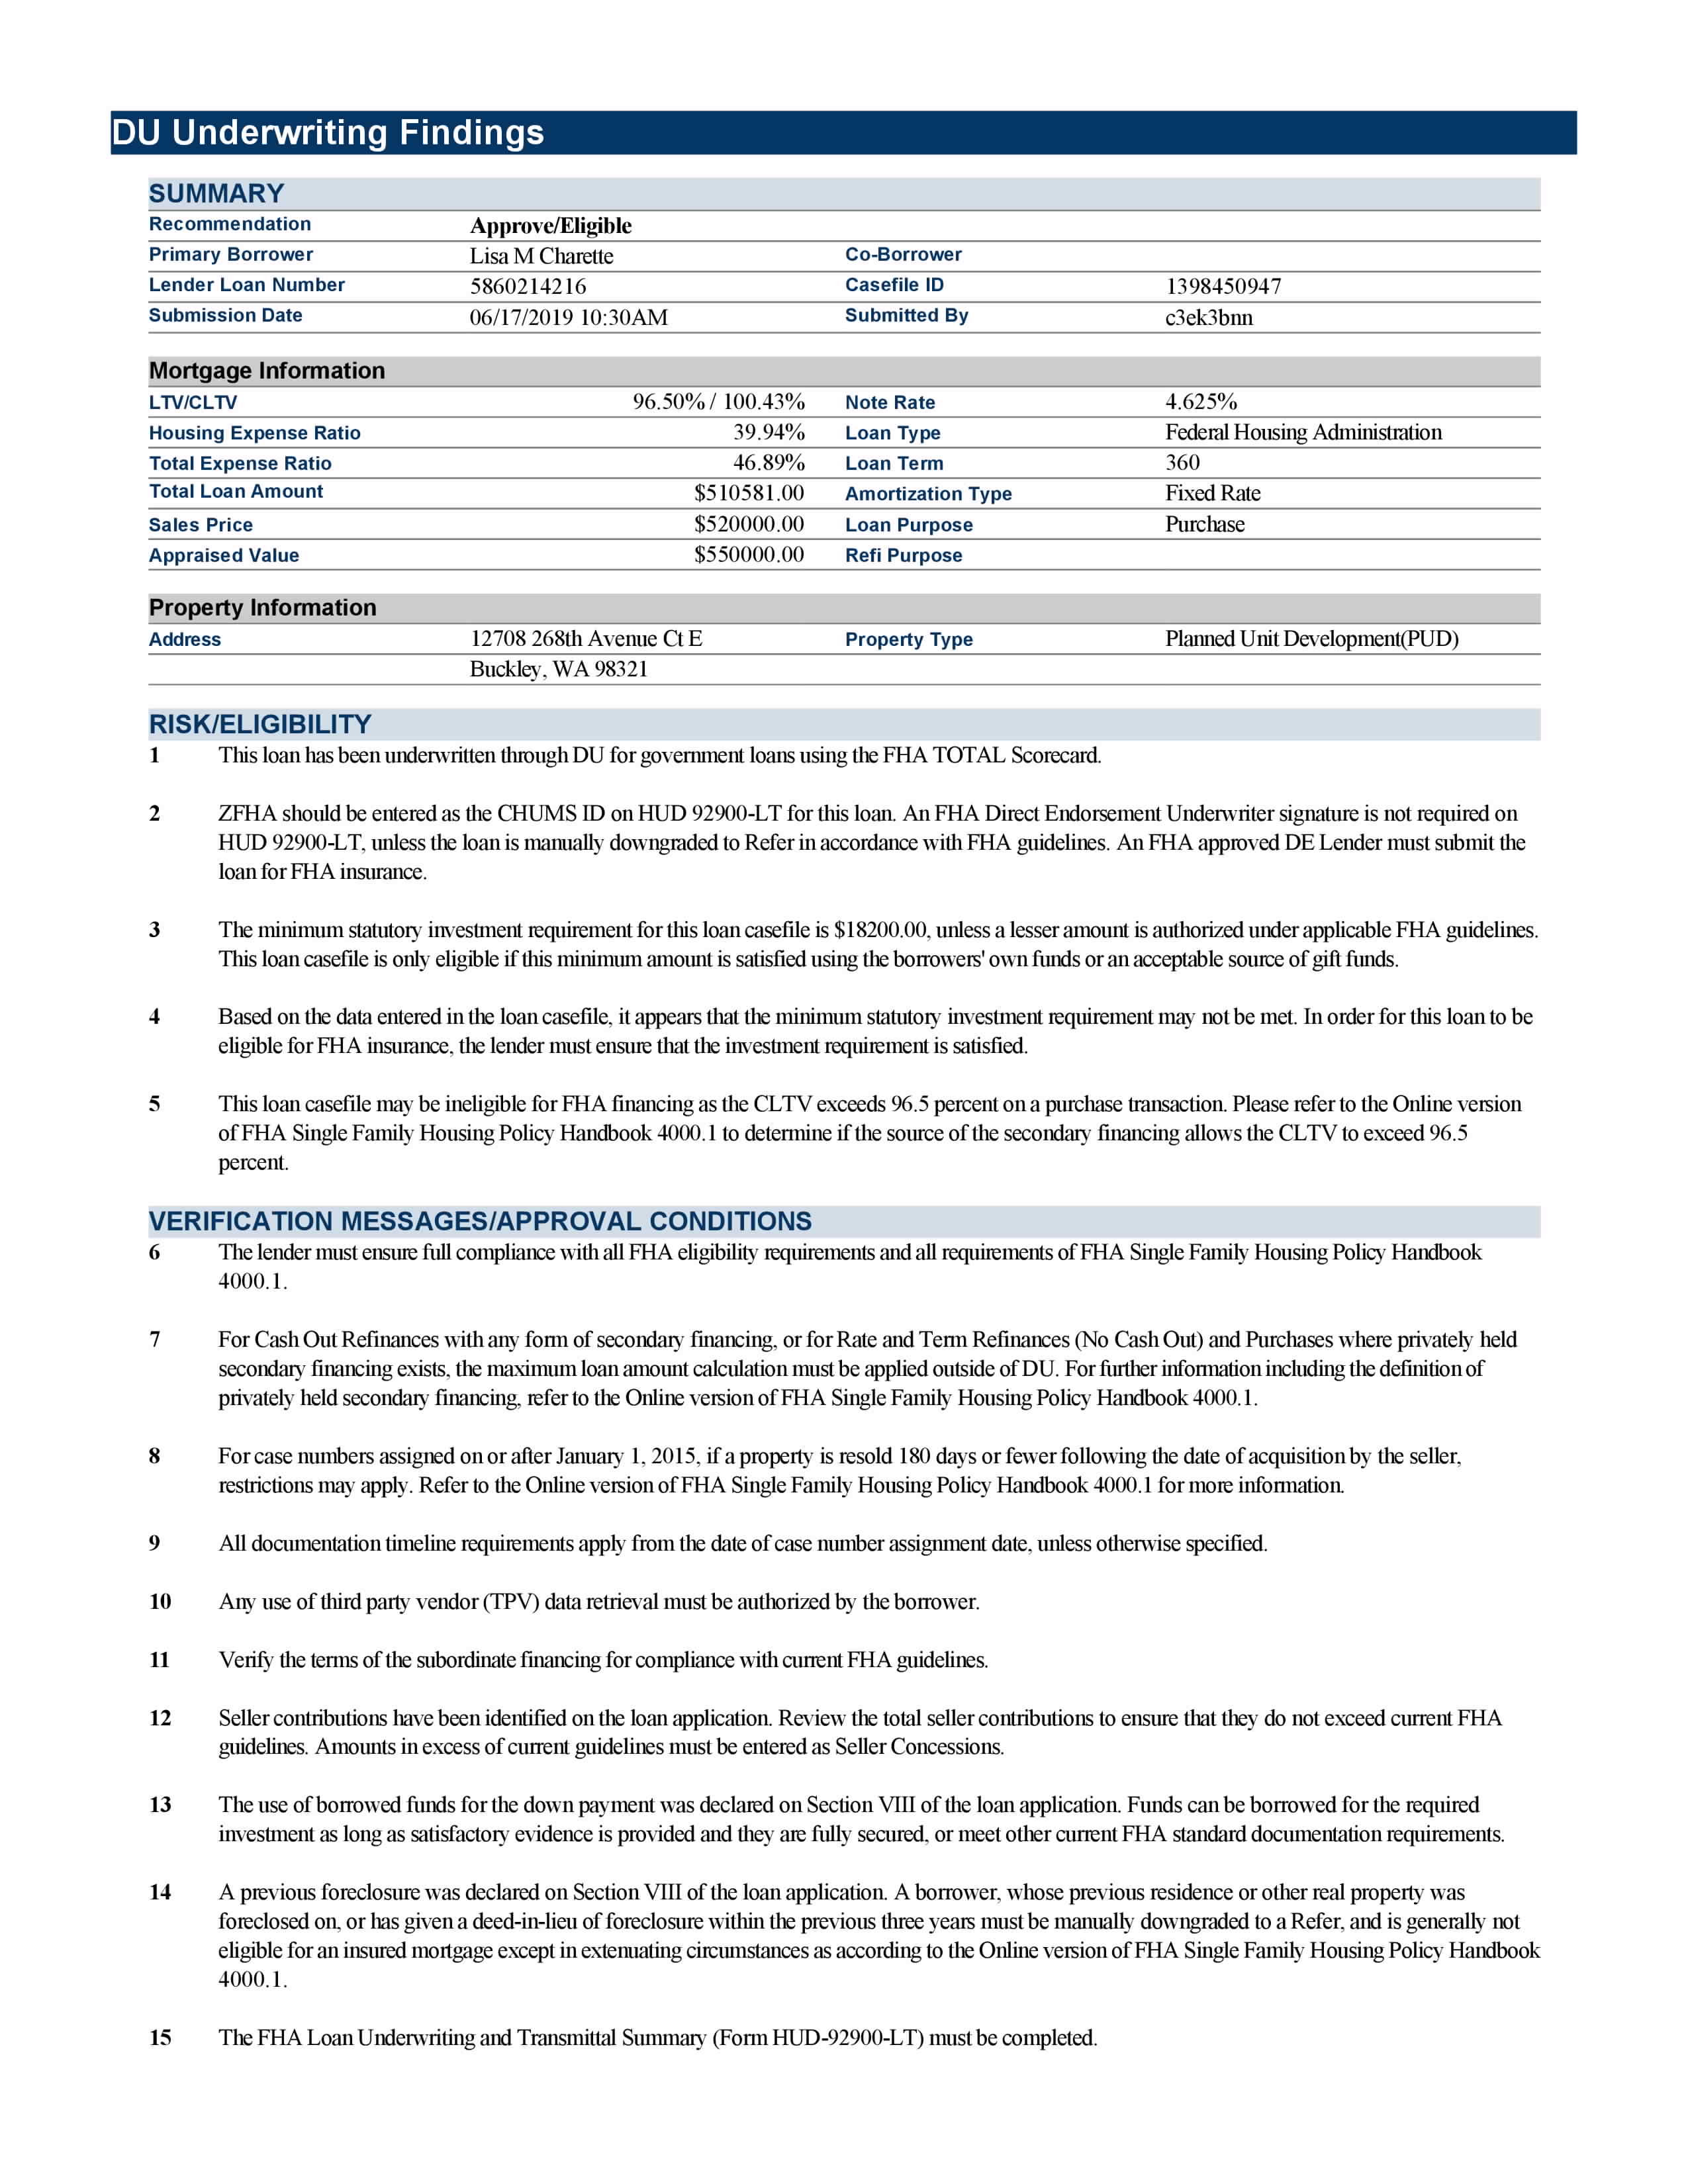 DU Underwriting Findings
SUMMARY
Recommendation Approve/Eligible
Primary Borrower Lisa M Charette Co-Borrower
Lender Loan Number 5860214216 Casefile ID 1398450947
Submission Date 06/17/2019 10:30AM Submitted By c3ek3bnn
Mortgage Information
LTV/CLTV 96.50% / 100.43% Note Rate 4.625%
Housing Expense Ratio 39.94% Loan Type Federal Housing Administration
Total Expense Ratio 46.89% Loan Term 360
Total Loan Amount $510581.00 Amortization Type Fixed Rate
Sales Price $520000.00 Loan Purpose Purchase
Appraised Value $550000.00 Refi Purpose
Property Information
Address 12708 268th Avenue Ct E Property Type Planned Unit Development(PUD)
Buckley, WA 98321
RISK/ELIGIBILITY
1 This loan has been underwritten through DU for government loans using the FHA TOTAL Scorecard.
2 ZFHA should be entered as the CHUMS ID on HUD 92900-LT for this loan. An FHA Direct Endorsement Underwriter signature is not required on
HUD 92900-LT, unless the loan is manually downgraded to Refer in accordance with FHA guidelines. An FHA approved DE Lender must submit the
loan for FHA insurance.
3 The minimum statutory investment requirement for this loan casefile is $18200.00, unless a lesser amount is authorized under applicable FHA guidelines.
This loan casefile is only eligible if this minimum amount is satisfied using the borrowers' own funds or an acceptable source of gift funds.
4 Based on the data entered in the loan casefile, it appears that the minimum statutory investment requirement may not be met. In order for this loan to be
eligible for FHA insurance, the lender must ensure that the investment requirement is satisfied.
5 This loan casefile may be ineligible for FHA financing as the CLTV exceeds 96.5 percent on a purchase transaction. Please refer to the Online version
of FHA Single Family Housing Policy Handbook 4000.1 to determine if the source of the secondary financing allows the CLTV to exceed 96.5
percent.
VERIFICATION MESSAGES/APPROVAL CONDITIONS
6 The lender must ensure full compliance with all FHA eligibility requirements and all requirements of FHA Single Family Housing Policy Handbook
4000.1.
7 For Cash Out Refinances with any form of secondary financing, or for Rate and Term Refinances (No Cash Out) and Purchases where privately held
secondary financing exists, the maximum loan amount calculation must be applied outside of DU. For further information including the definition of
privately held secondary financing, refer to the Online version of FHA Single Family Housing Policy Handbook 4000.1.
8 For case numbers assigned on or after January 1, 2015, if a property is resold 180 days or fewer following the date of acquisition by the seller,
restrictions may apply. Refer to the Online version of FHA Single Family Housing Policy Handbook 4000.1 for more information.
9 All documentation timeline requirements apply from the date of case number assignment date, unless otherwise specified.
10 Any use of third party vendor (TPV) data retrieval must be authorized by the borrower.
11 Verify the terms of the subordinate financing for compliance with current FHA guidelines.
12 Seller contributions have been identified on the loan application. Review the total seller contributions to ensure that they do not exceed current FHA
guidelines. Amounts in excess of current guidelines must be entered as Seller Concessions.
13 The use of borrowed funds for the down payment was declared on Section VIII of the loan application. Funds can be borrowed for the required
investment as long as satisfactory evidence is provided and they are fully secured, or meet other current FHA standard documentation requirements.
14 A previous foreclosure was declared on Section VIII of the loan application. A borrower, whose previous residence or other real property was
foreclosed on, or has given a deed-in-lieu of foreclosure within the previous three years must be manually downgraded to a Refer, and is generally not
eligible for an insured mortgage except in extenuating circumstances as according to the Online version of FHA Single Family Housing Policy Handbook
4000.1.
15 The FHA Loan Underwriting and Transmittal Summary (Form HUD-92900-LT) must be completed.